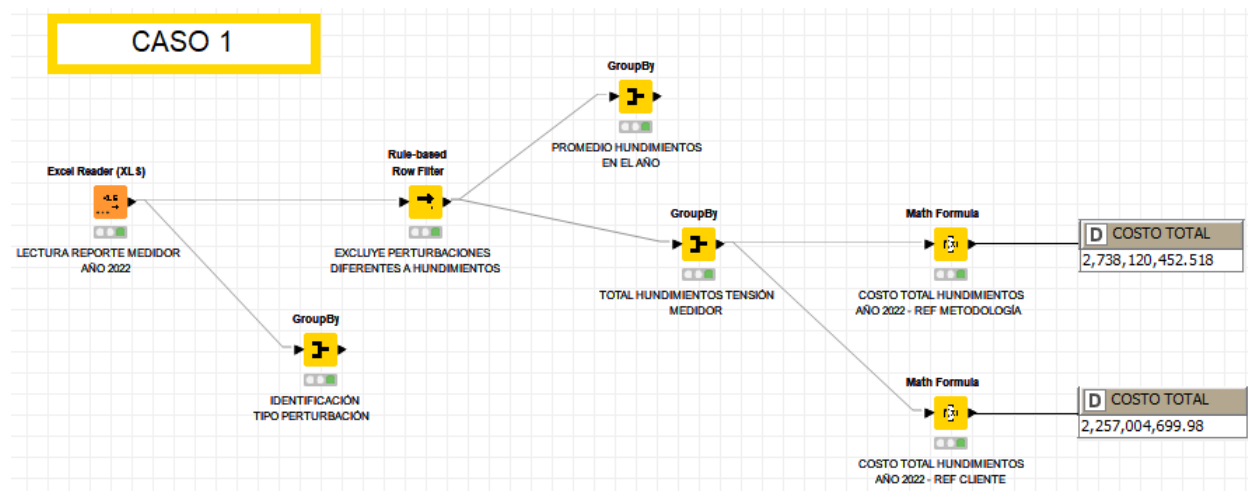 CASO 1
GroupBy
PROMEDIO HUNDIMIENTOS
EN EL AÑO
Excel Reader (XLS)
LECTURA REPORTE MEDIDOR
AÑO 2022
Rule-based
Row Filter
EXCLUYE PERTURBACIONES
DIFERENTES A HUNDIMIENTOS
GroupBy
TOTAL HUNDIMIENTOS TENSIÓN
MEDIDOR
Math Formula
COSTO TOTAL HUNDIMIENTOS
AÑO 2022 - REF METODOLOGÍA
D COSTO TOTAL
2,738,120,452.518
GroupBy
IDENTIFICACIÓN
TIPO PERTURBACIÓN
Math Formula
COSTO TOTAL HUNDIMIENTOS
AÑO 2022 - REF CLIENTE
D COSTO TOTAL
2,257,004,699.98